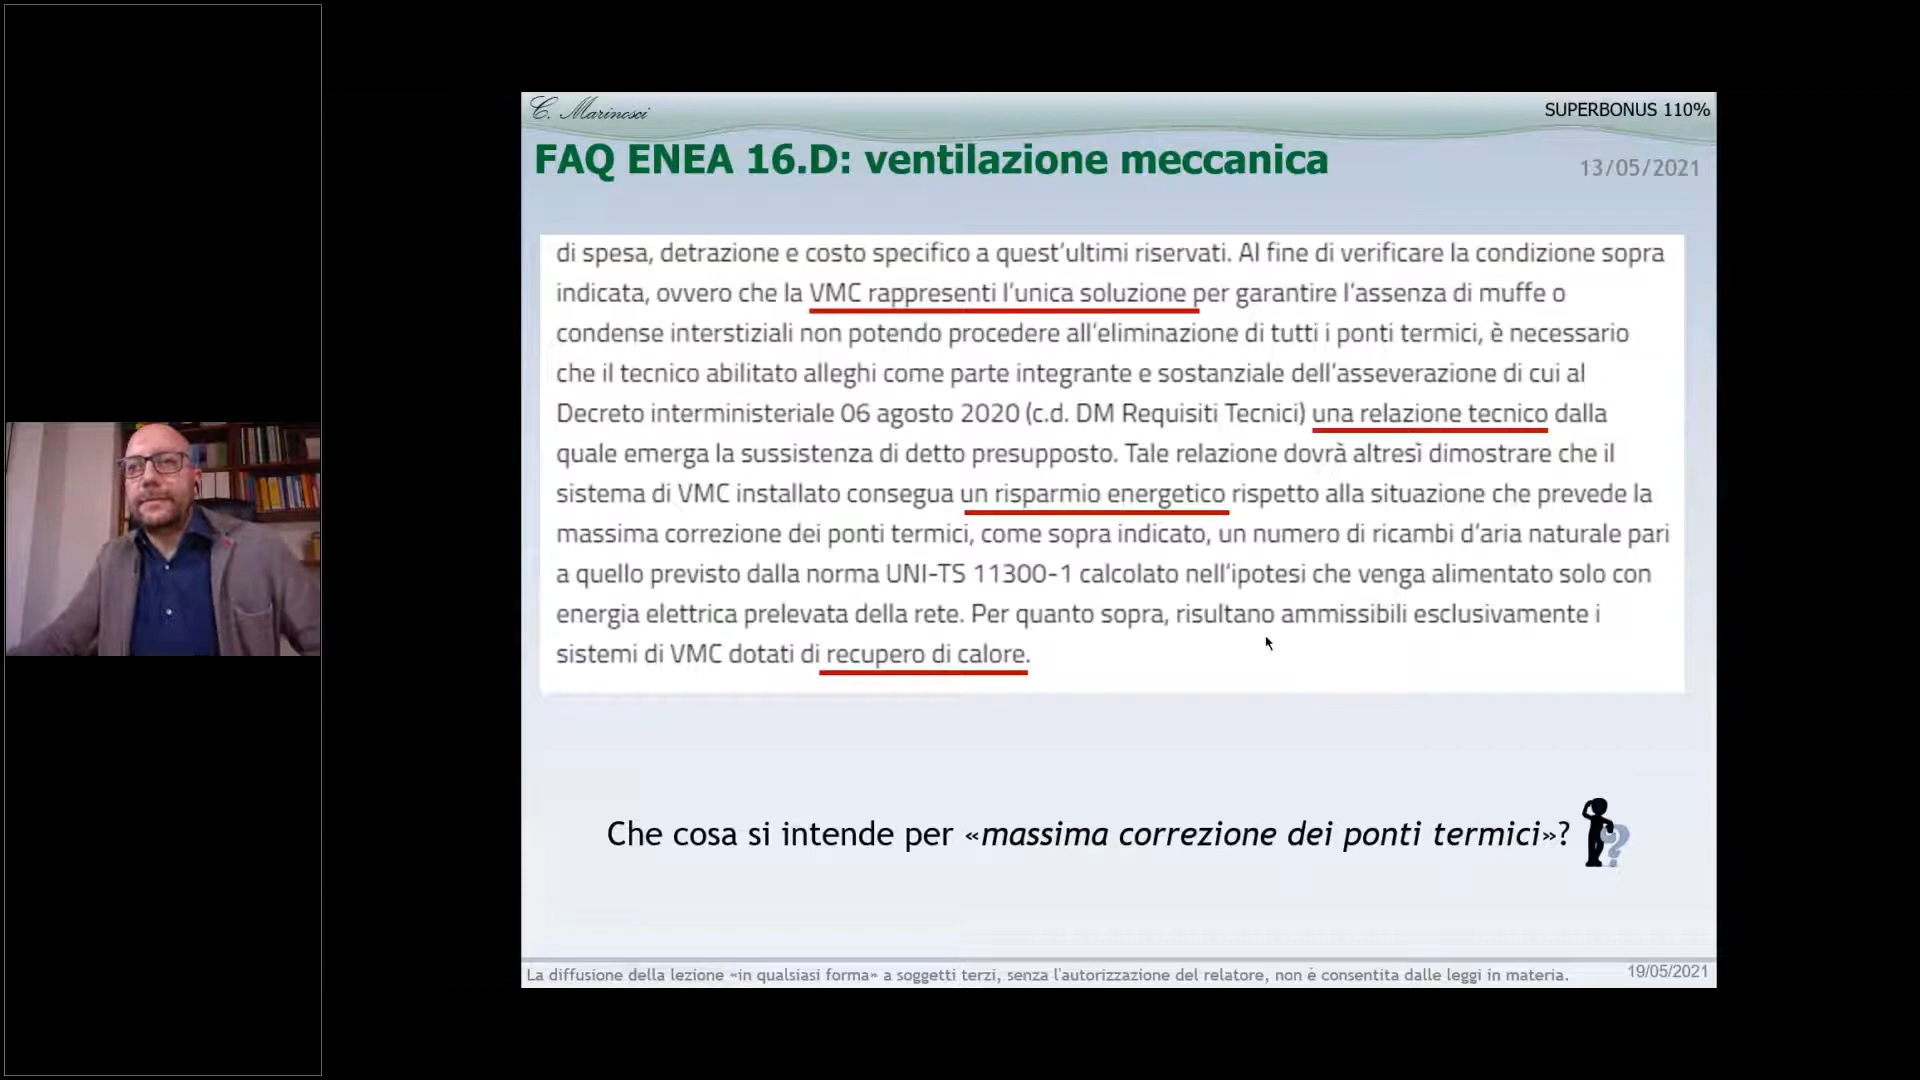 C. Marinosci
SUPERBONUS 110%
FAQ ENEA 16.D: ventilazione meccanica
13/05/2021
di spesa, detrazione e costo specifico a quest'ultimi riservati. Al fine di verificare la condizione sopra
indicata, ovvero che la VMC rappresenti l'unica soluzione per garantire l'assenza di muffe o
condense interstiziali non potendo procedere all'eliminazione di tutti i ponti termici, è necessario
che il tecnico abilitato alleghi come parte integrante e sostanziale dell'asseverazione di cui al
Decreto interministeriale 06 agosto 2020 (c.d. DM Requisiti Tecnici) una relazione tecnico dalla
quale emerga la sussistenza di detto presupposto. Tale relazione dovrà altresì dimostrare che il
sistema di VMC installato consegua un risparmio energetico rispetto alla situazione che prevede la
massima correzione dei ponti termici, come sopra indicato, un numero di ricambi d'aria naturale pari
a quello previsto dalla norma UNI-TS 11300-1 calcolato nell'ipotesi che venga alimentato solo con
energia elettrica prelevata della rete. Per quanto sopra, risultano ammissibili esclusivamente i
sistemi di VMC dotati di recupero di calore.
Che cosa si intende per «massima correzione dei ponti termici»?
La diffusione della lezione «in qualsiasi forma» a soggetti terzi, senza l'autorizzazione del relatore, non è consentita dalle leggi in materia.
19/05/2021